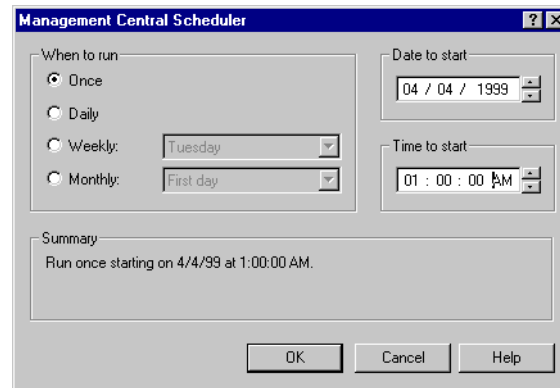 Management Central Scheduler
When to run
Once
Daily
Weekly: Tuesday
Monthly: First day
Date to start
04 / 04 / 1999
Time to start
01 : 00 : 00 AM
Summary
Run once starting on 4/4/99 at 1:00:00 AM.
OK Cancel Help